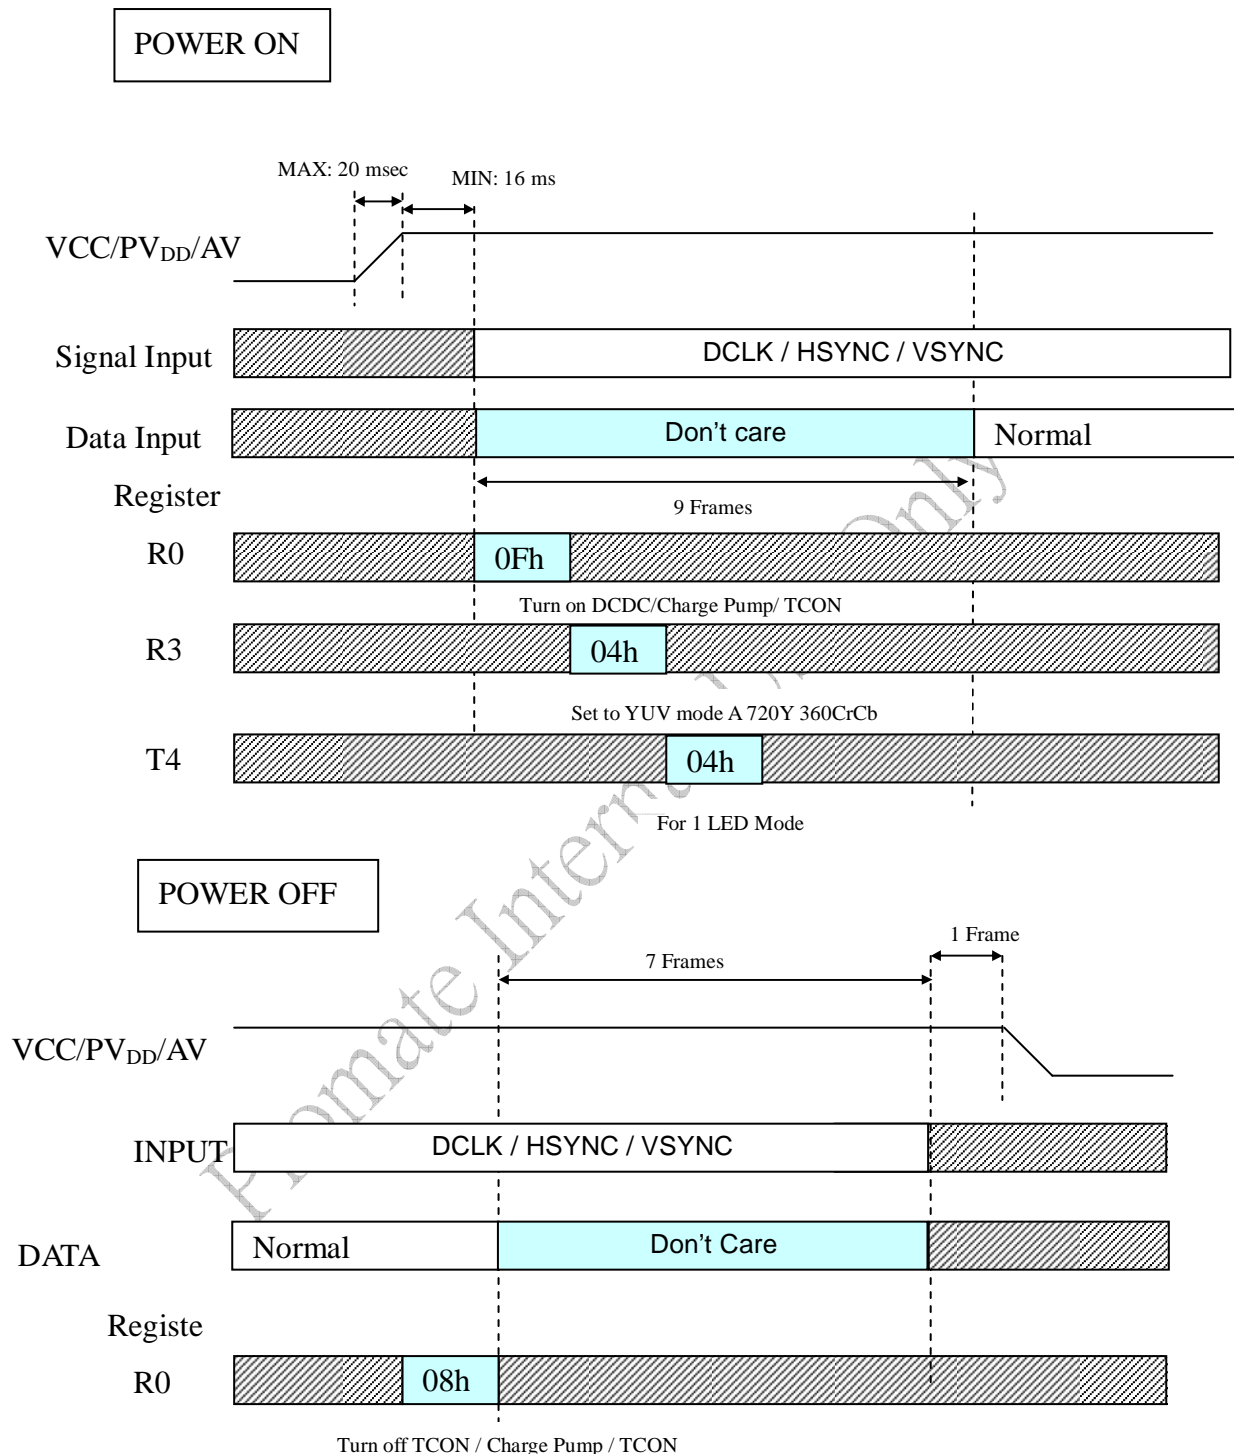 POWER ON
MAX: 20 msec
MIN: 16 ms
VCC/PVDD/AV
Signal Input
DCLK / HSYNC / VSYNC
Data Input
Don't care
Normal
Register
9 Frames
R0
0Fh
Turn on DCDC/Charge Pump/ TCON
R3
04h
Set to YUV mode A 720Y 360CrCb
T4
04h
For 1 LED Mode
POWER OFF
1 Frame
7 Frames
VCC/PVDD/AV
INPUT
DCLK / HSYNC / VSYNC
DATA
Normal
Don't Care
Registe
R0
08h
Turn off TCON / Charge Pump / TCON
Only